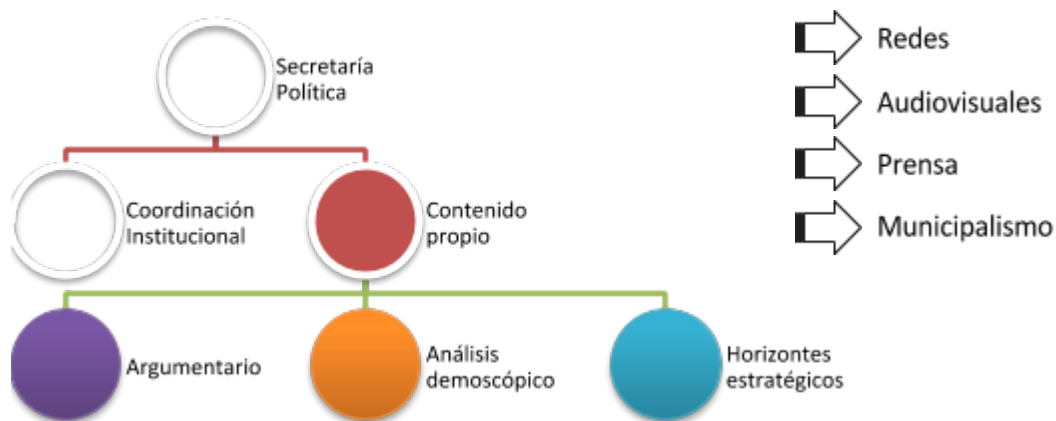 Secretaría
Política
Coordinación
Institucional
Contenido
propio
Argumentario
Análisis
demoscópico
Horizontes
estratégicos
Redes
Audiovisuales
Prensa
Municipalismo